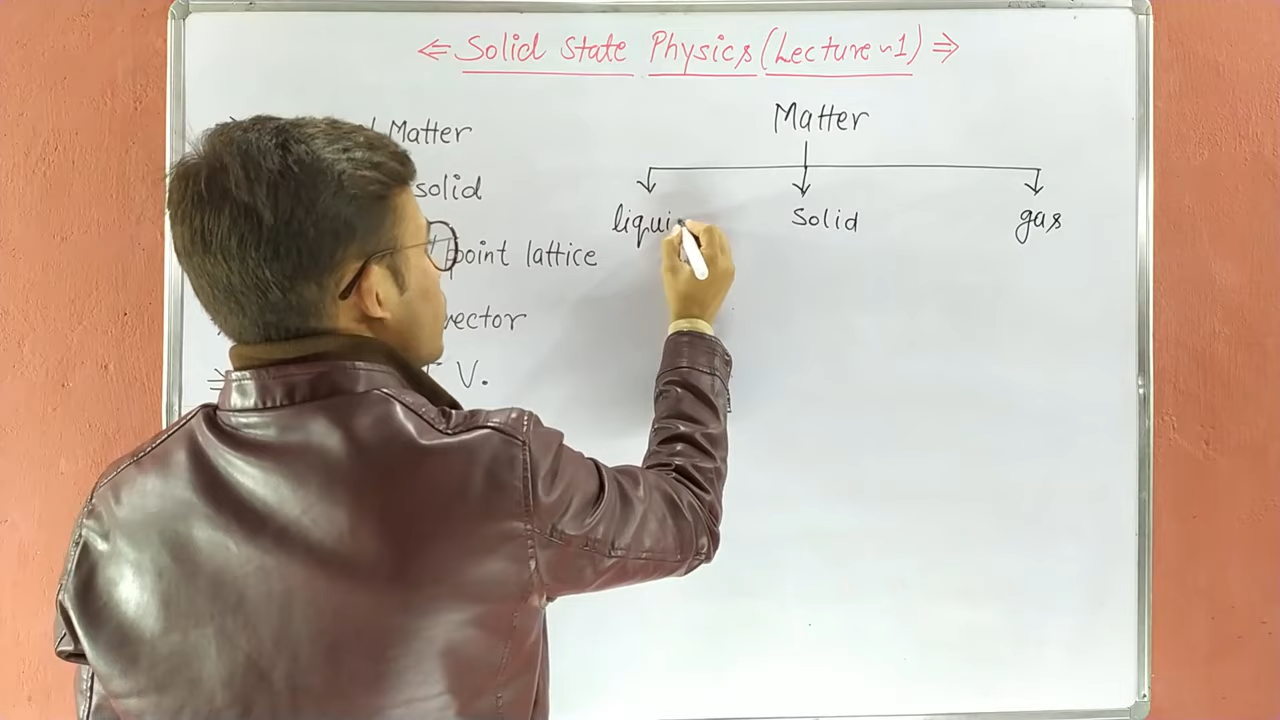 ⇐ Solid State Physics (Lecture ~1) ⇒
Matter
solid
point lattice
vector
V.
Matter
liqui
Solid
gas